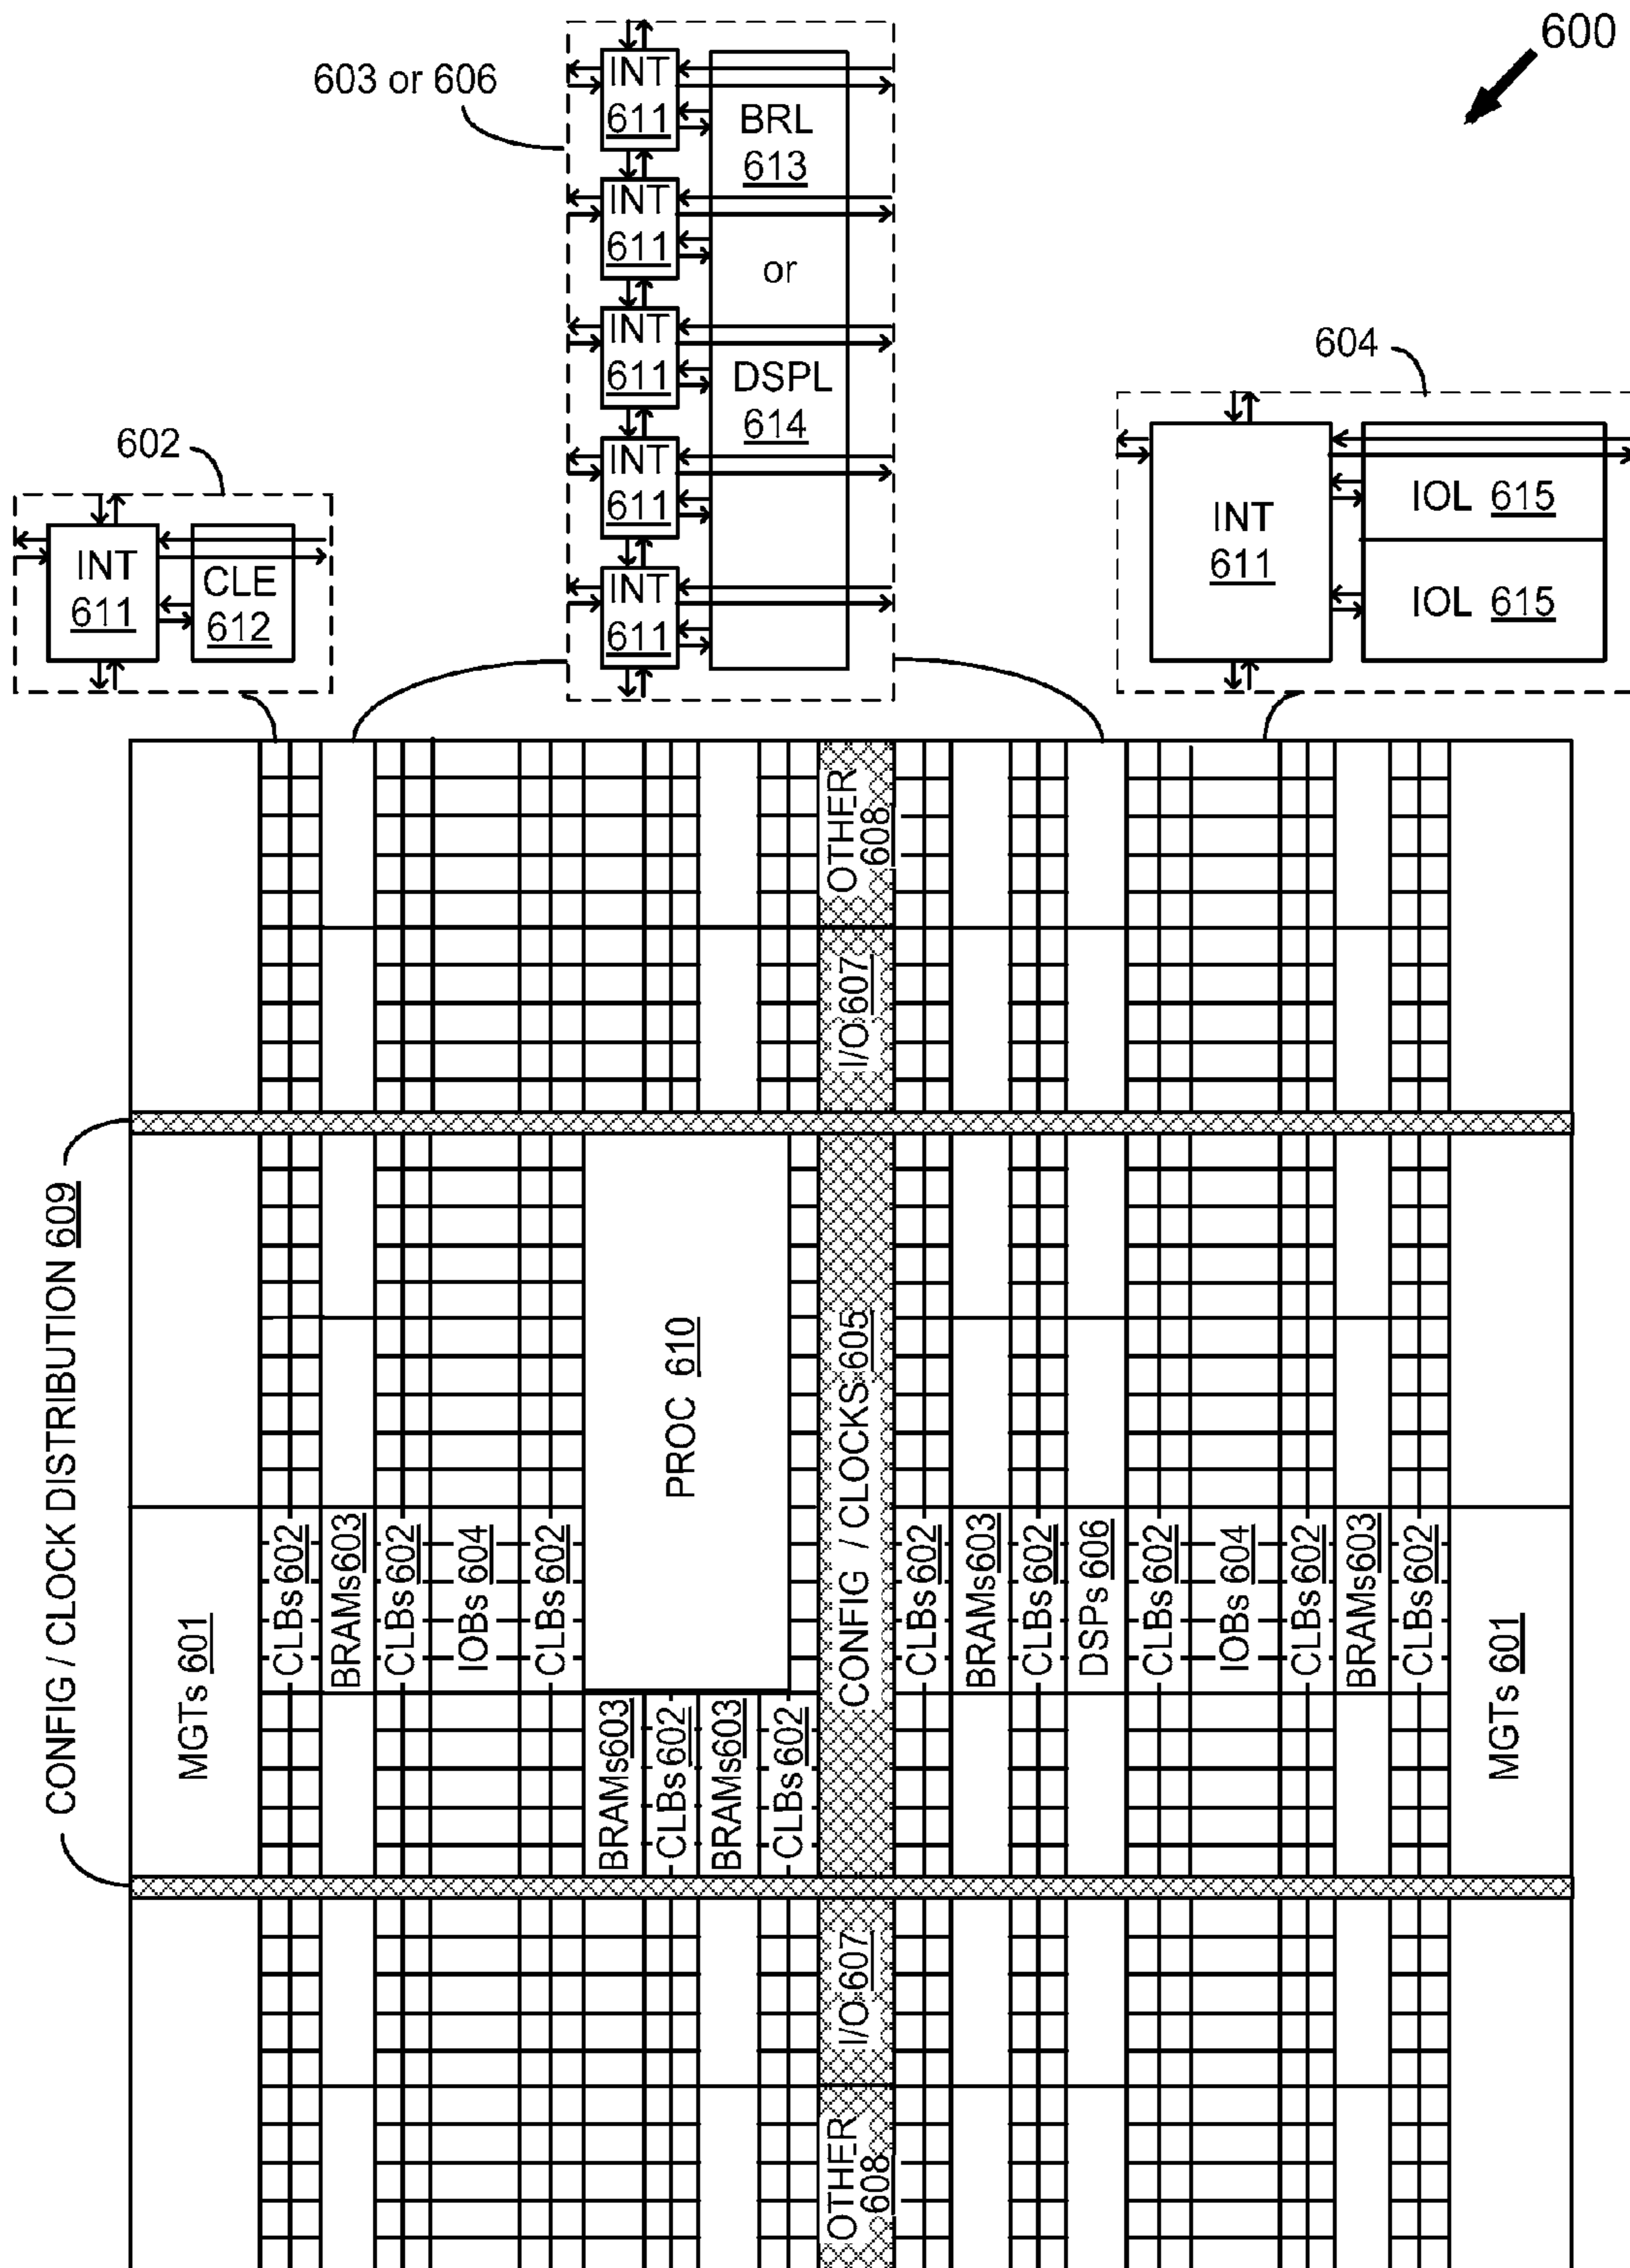 600
603 or 606
INT
611
INT
611
INT
611
INT
611
INT
611
BRL
613
or
DSPL
614
604
INT
611
IOL 615
IOL 615
602
INT
611
CLE
612
OTHER
608
I/O 607
CONFIG / CLOCK DISTRIBUTION 609
PROC 610
CONFIG / CLOCKS 605
MGTs 601
CLBs 602
BRAMs 603
CLBs 602
IOBs 604
CLBs 602
BRAMs 603
CLBs 602
BRAMs 603
CLBs 602
CLBs 602
BRAMs 603
CLBs 602
DSPs 606
CLBs 602
IOBs 604
CLBs 602
BRAMs 603
CLBs 602
MGTs 601
I/O 607
OTHER
608